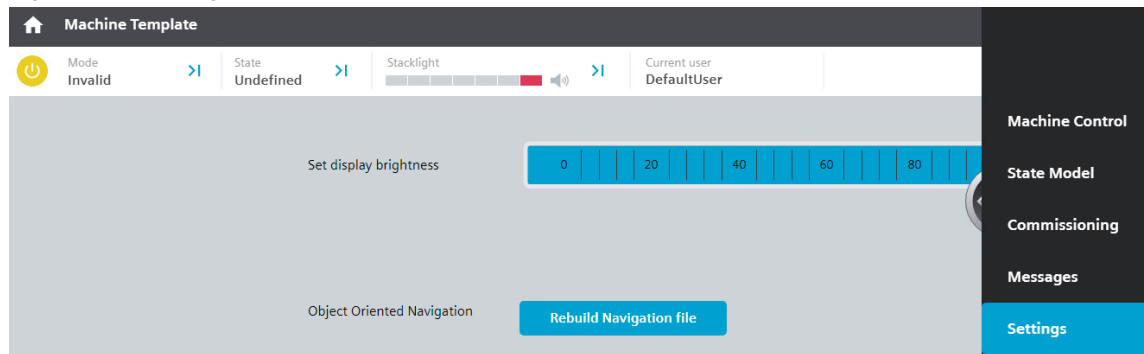 Machine Template
Mode
Invalid
State
Undefined
Stacklight
Current user
DefaultUser
Machine Control
Set display brightness
0 20 40 60 80
State Model
Commissioning
Messages
Object Oriented Navigation
Rebuild Navigation file
Settings